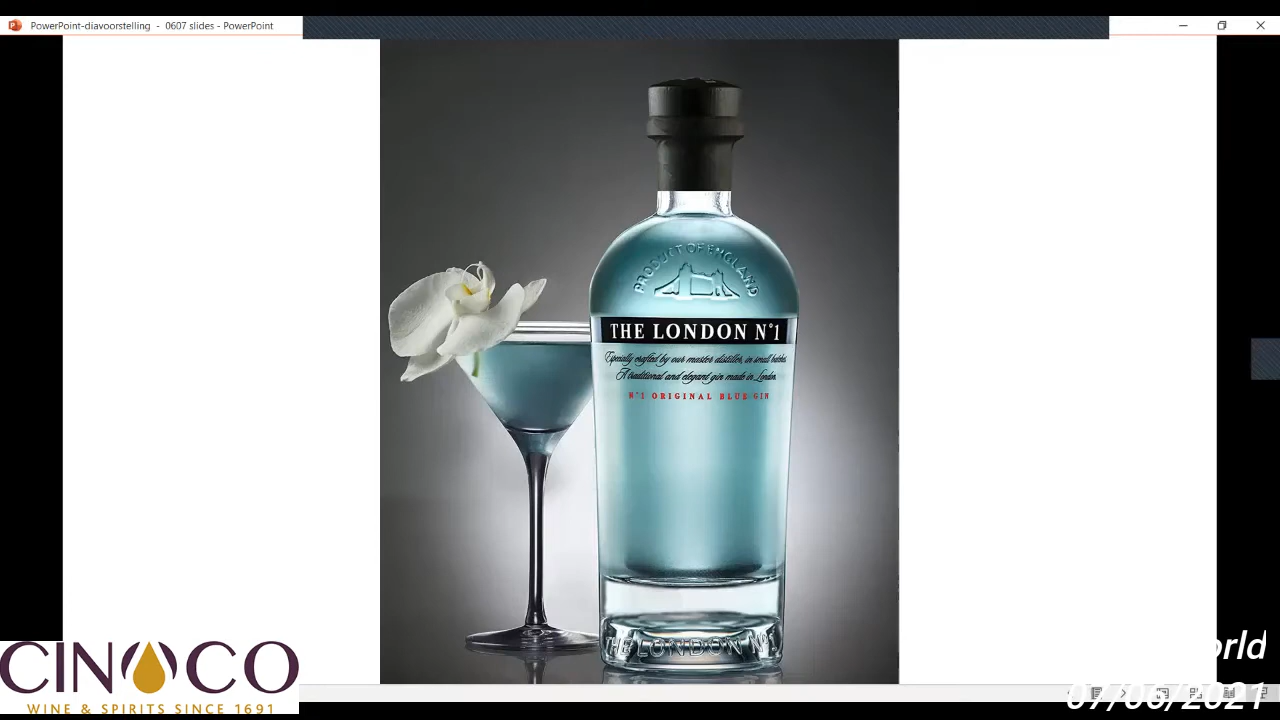 PowerPoint-diavoorstelling - 0607 slides - PowerPoint
PRODUCT OF ENGLAND
THE LONDON N°1
Especially crafted by our master distiller, in small batches.
A traditional and elegant gin made in London.
N°1 ORIGINAL BLUE GIN
THE LONDON N°1
CINOCO
WINE & SPIRITS SINCE 1691
07/06/2021